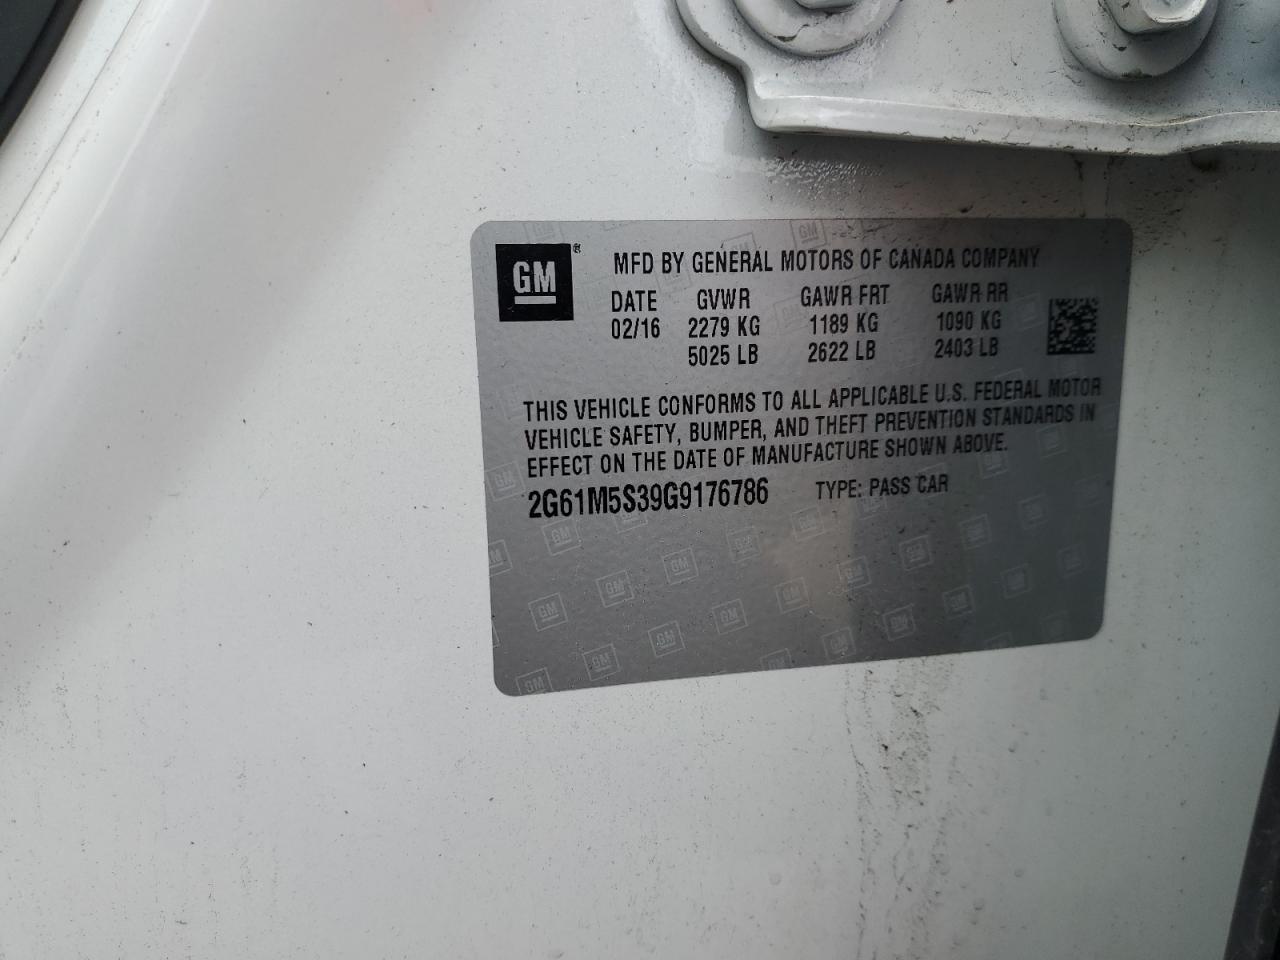 GM ® MFD BY GENERAL MOTORS OF CANADA COMPANY
DATE GVWR GAWR FRT GAWR RR
02/16 2279 KG 1189 KG 1090 KG
5025 LB 2622 LB 2403 LB
THIS VEHICLE CONFORMS TO ALL APPLICABLE U.S. FEDERAL MOTOR
VEHICLE SAFETY, BUMPER, AND THEFT PREVENTION STANDARDS IN
EFFECT ON THE DATE OF MANUFACTURE SHOWN ABOVE.
2G61M5S39G9176786 TYPE: PASS CAR